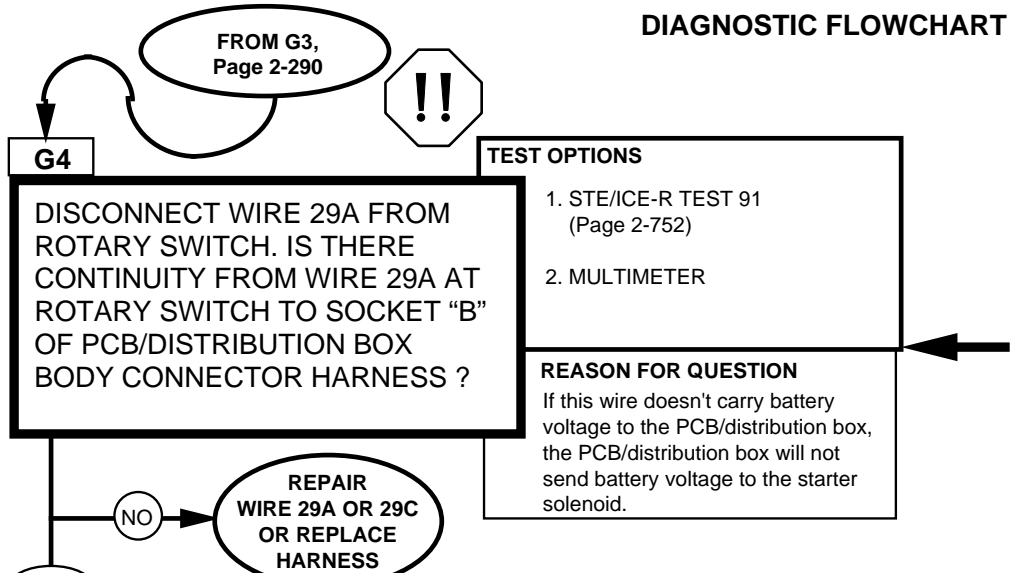 DIAGNOSTIC FLOWCHART
FROM G3,
Page 2-290
!!
G4
DISCONNECT WIRE 29A FROM
ROTARY SWITCH. IS THERE
CONTINUITY FROM WIRE 29A AT
ROTARY SWITCH TO SOCKET “B”
OF PCB/DISTRIBUTION BOX
BODY CONNECTOR HARNESS ?
TEST OPTIONS
1. STE/ICE-R TEST 91
(Page 2-752)
2. MULTIMETER
REASON FOR QUESTION
If this wire doesn't carry battery
voltage to the PCB/distribution box,
the PCB/distribution box will not
send battery voltage to the starter
solenoid.
NO
REPAIR
WIRE 29A OR 29C
OR REPLACE
HARNESS